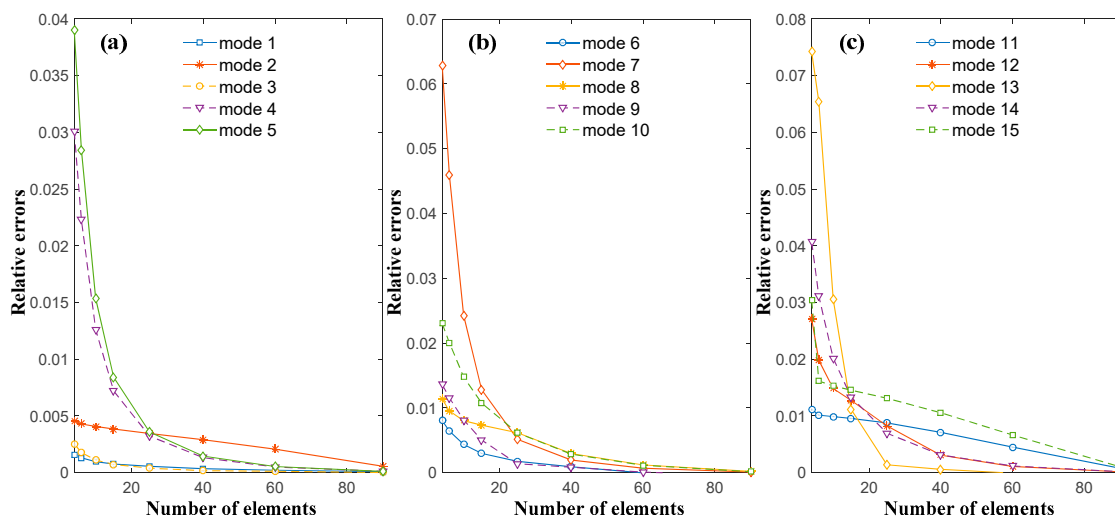 (a)
mode 1
mode 2
mode 3
mode 4
mode 5
0.04
0.035
0.03
0.025
0.02
0.015
0.01
0.005
0
20
40
60
80
Relative errors
Number of elements
(b)
mode 6
mode 7
mode 8
mode 9
mode 10
0.07
0.06
0.05
0.04
0.03
0.02
0.01
0
20
40
60
80
Relative errors
Number of elements
(c)
mode 11
mode 12
mode 13
mode 14
mode 15
0.08
0.07
0.06
0.05
0.04
0.03
0.02
0.01
0
20
40
60
80
Relative errors
Number of elements